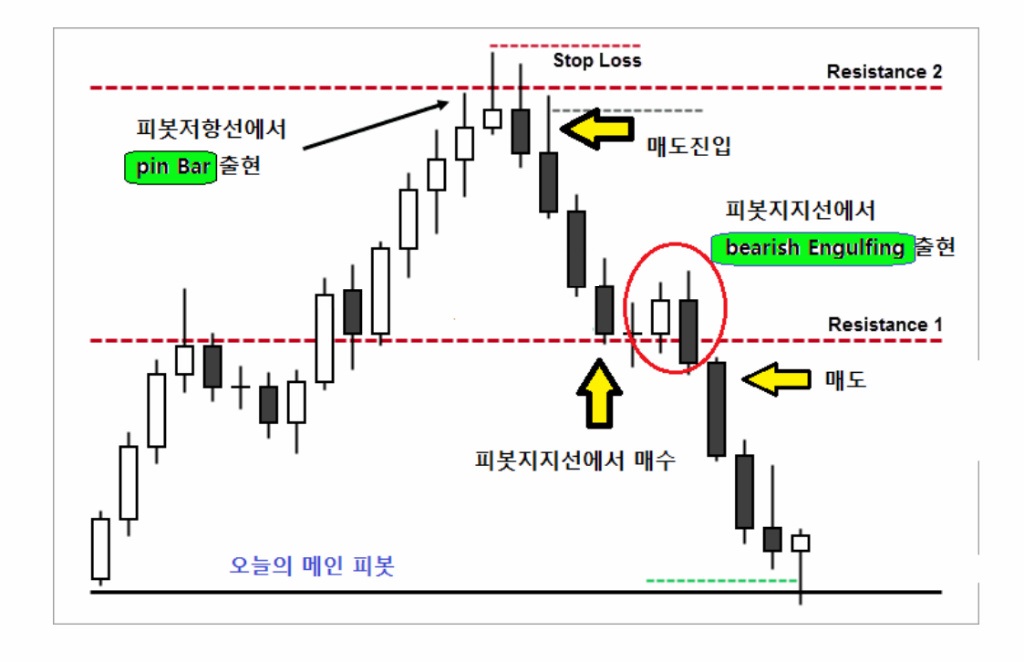 Stop Loss
Resistance 2
피봇저항선에서
pin Bar 출현
매도진입
피봇지지선에서
bearish Engulfing 출현
Resistance 1
매도
피봇지지선에서 매수
오늘의 메인 피봇